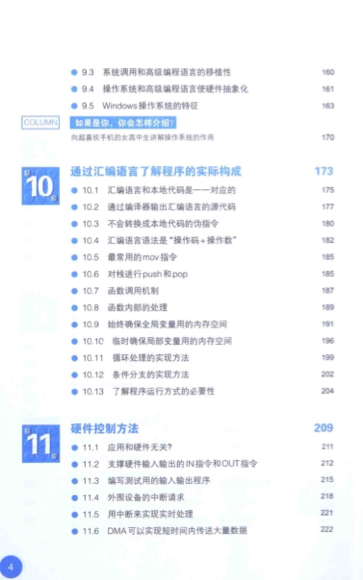 9.3 系统调用和高级编程语言的移植性 160
9.4 操作系统和高级编程语言使硬件抽象化 161
9.5 Windows操作系统的特征 163
COLUMN 如果是你，你会怎样介绍？
向超喜欢手机的女高中生讲解操作系统的作用 170
第10章 通过汇编语言了解程序的实际构成 173
10.1 汇编语言和本地代码是一一对应的 175
10.2 通过编译器输出汇编语言的源代码 177
10.3 不会转换成本地代码的伪指令 180
10.4 汇编语言语法是“操作码+操作数” 182
10.5 最常用的mov指令 185
10.6 对栈进行push和pop 185
10.7 函数调用机制 187
10.8 函数内部的处理 189
10.9 始终确保全局变量用的内存空间 191
10.10 临时确保局部变量用的内存空间 196
10.11 循环处理的实现方法 199
10.12 条件分支的实现方法 202
10.13 了解程序运行方式的必要性 204
第11章 硬件控制方法 209
11.1 应用和硬件无关？ 211
11.2 支撑硬件输入输出的IN指令和OUT指令 212
11.3 编写测试用的输入输出程序 215
11.4 外围设备的中断请求 218
11.5 用中断来实现实时处理 221
11.6 DMA可以实现短时间内传送大量数据 222
4